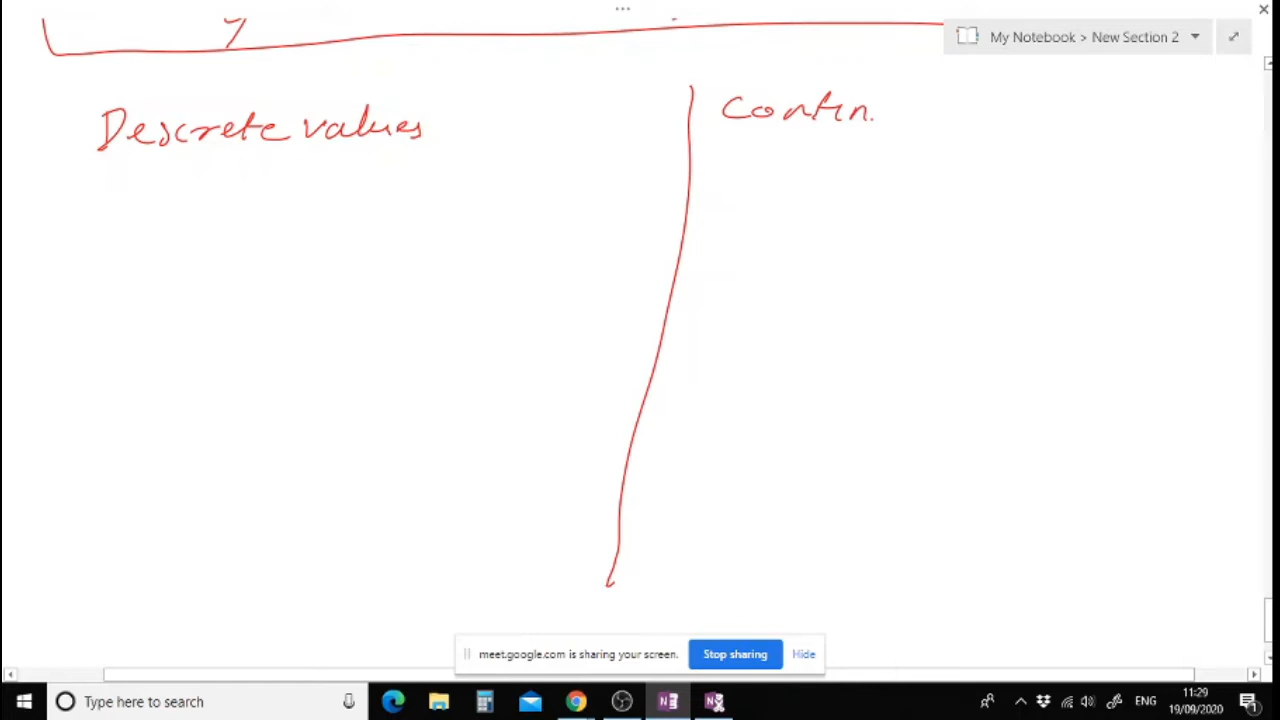 y
My Notebook > New Section 2
Descrete values
Contin.
meet.google.com is sharing your screen.
Stop sharing
Hide
Type here to search
ENG
11:29
19/09/2020
1